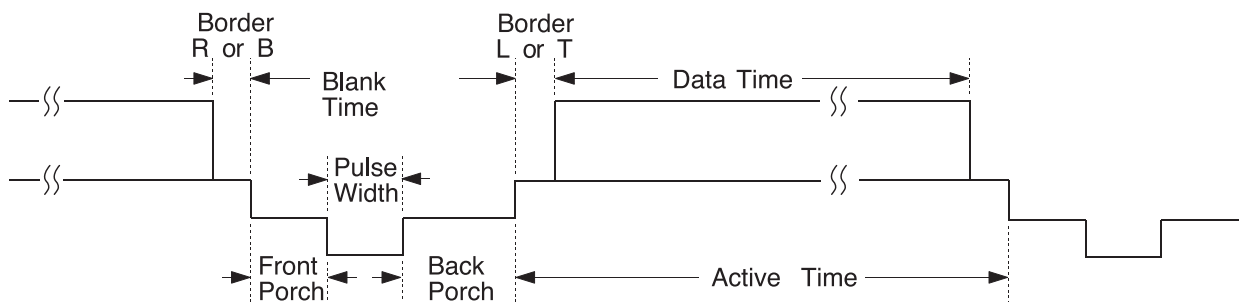 Border
R or B
Border
L or T
Blank
Time
Data Time
Pulse
Width
Front
Porch
Back
Porch
Active Time